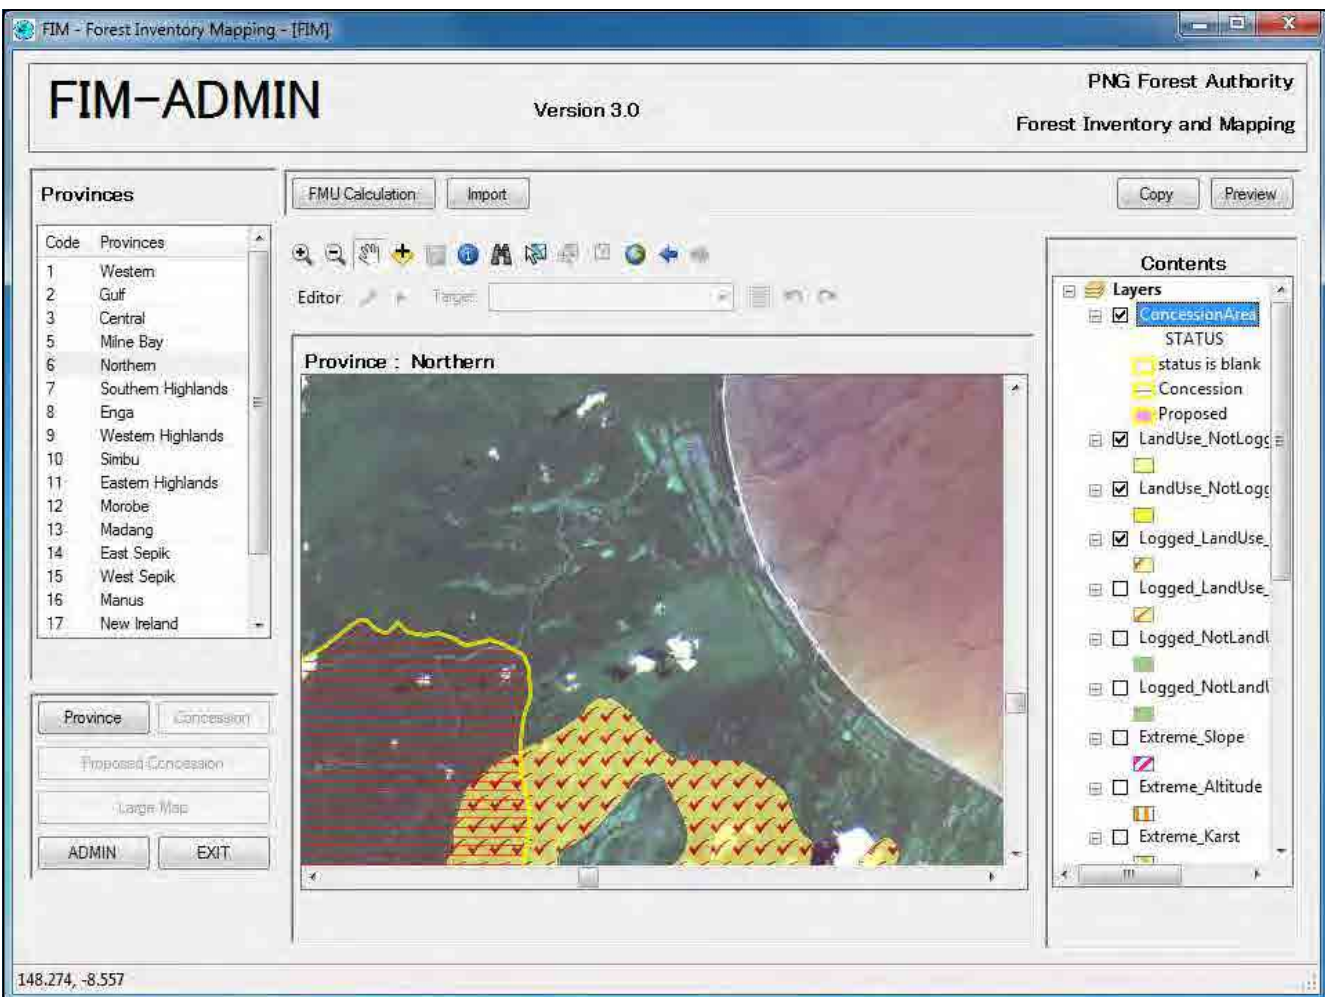 FIM - Forest Inventory Mapping - [FIM]
FIM-ADMIN
Version 3.0
PNG Forest Authority
Forest Inventory and Mapping
Provinces
Code Provinces
1 Western
2 Gulf
3 Central
5 Milne Bay
6 Northern
7 Southern Highlands
8 Enga
9 Western Highlands
10 Simbu
11 Eastern Highlands
12 Morobe
13 Madang
14 East Sepik
15 West Sepik
16 Manus
17 New Ireland
Province Concession
Proposed Concession
Large Map
ADMIN EXIT
FMU Calculation Import Copy Preview
Editor Target:
Province : Northern
Contents
Layers
ConcessionArea
STATUS
status is blank
Concession
Proposed
LandUse_NotLogg
LandUse_NotLogg
Logged_LandUse_
Logged_LandUse_
Logged_NotLandU
Logged_NotLandU
Extreme_Slope
Extreme_Altitude
Extreme_Karst
148.274, -8.557